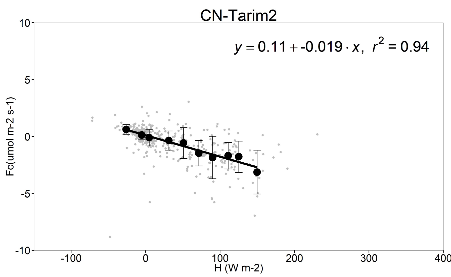 CN-Tarim2
y = 0.11 + -0.019 · x, r² = 0.94
10
5
0
-5
-10
Fc(umol m-2 s-1)
-100 0 100 200 300 400
H (W m-2)